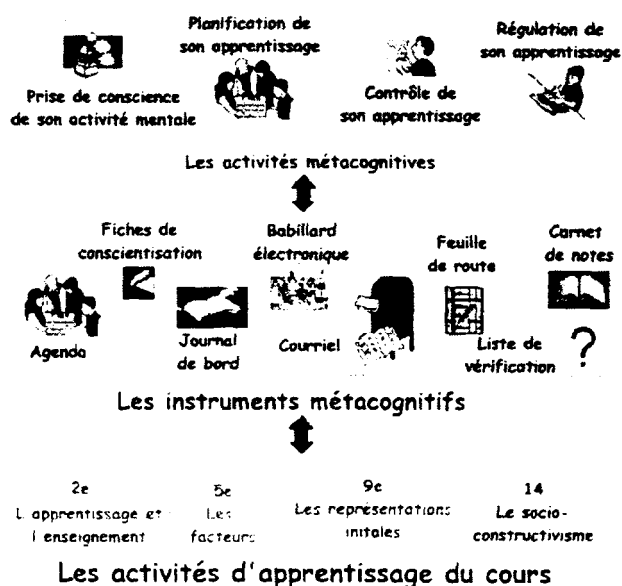 Prise de conscience
de son activité mentale
Planification de
son apprentissage
Contrôle de
son apprentissage
Régulation de
son apprentissage
Les activités métacognitives
Agenda
Fiches de
conscientisation
Journal
de bord
Babillard
électronique
Courriel
Feuille
de route
Liste de
vérification
Carnet
de notes
?
Les instruments métacognitifs
2e
L apprentissage et
l enseignement
5e
Les
facteurs
9e
Les représentations
initales
14
Le socio-
constructivisme
Les activités d'apprentissage du cours